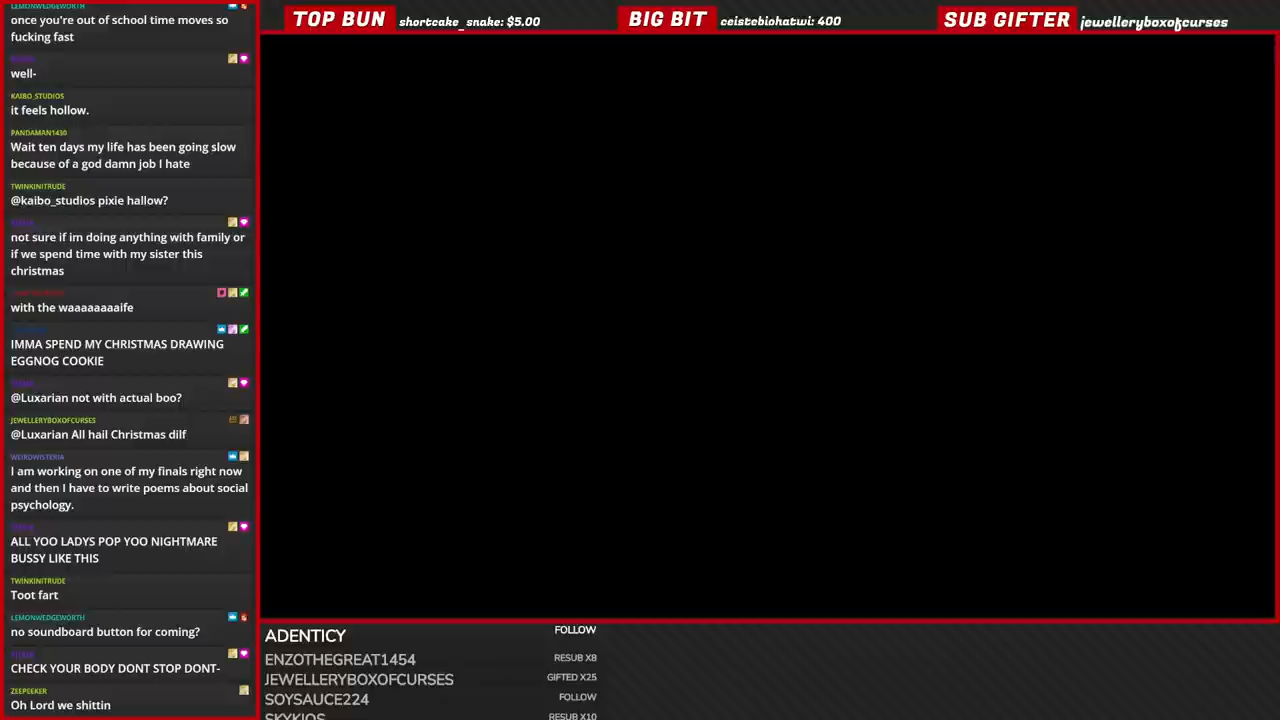 TOP BUN shortcake_snake: $5.00 BIG BIT ceistebiohatwi: 400 SUB GIFTER jewelleryboxofcurses
LEMONWEDGEWORTH
once you're out of school time moves so
fucking fast
well-
KAIBO_STUDIOS
it feels hollow.
PANDAMAN1430
Wait ten days my life has been going slow
because of a god damn job I hate
TWINKINITRUDE
@kaibo_studios pixie hallow?
not sure if im doing anything with family or
if we spend time with my sister this
christmas
with the waaaaaaaaife
IMMA SPEND MY CHRISTMAS DRAWING
EGGNOG COOKIE
@Luxarian not with actual boo?
JEWELLERYBOXOFCURSES
@Luxarian All hail Christmas dilf
WEIRDWISTERIA
I am working on one of my finals right now
and then I have to write poems about social
psychology.
ALL YOO LADYS POP YOO NIGHTMARE
BUSSY LIKE THIS
TWINKINITRUDE
Toot fart
LEMONWEDGEWORTH
no soundboard button for coming?
CHECK YOUR BODY DONT STOP DONT-
ZEEPEEKER
Oh Lord we shittin
ADENTICY FOLLOW
ENZOTHEGREAT1454 RESUB X8
JEWELLERYBOXOFCURSES GIFTED X25
SOYSAUCE224 FOLLOW
SKYKIOS RESUB X10